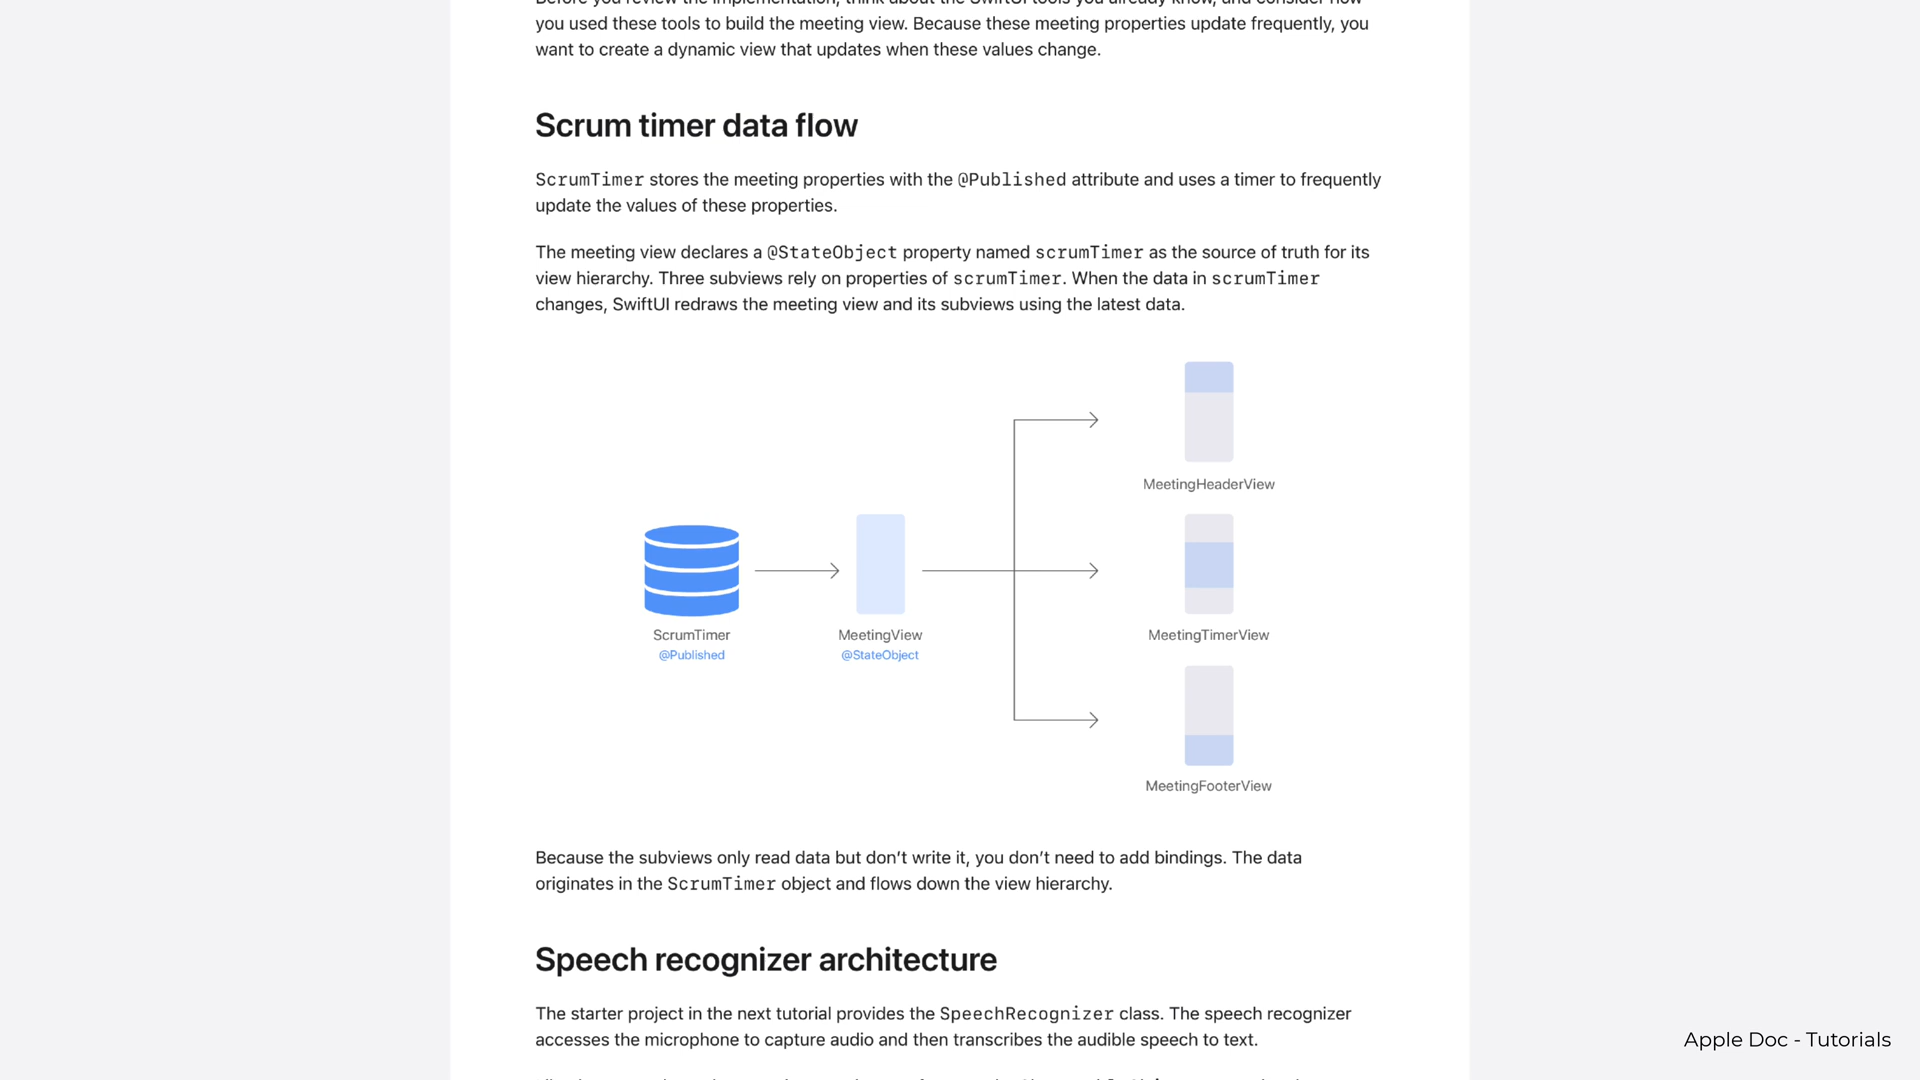 you used these tools to build the meeting view. Because these meeting properties update frequently, you
want to create a dynamic view that updates when these values change.
Scrum timer data flow
ScrumTimer stores the meeting properties with the @Published attribute and uses a timer to frequently
update the values of these properties.
The meeting view declares a @StateObject property named scrumTimer as the source of truth for its
view hierarchy. Three subviews rely on properties of scrumTimer. When the data in scrumTimer
changes, SwiftUI redraws the meeting view and its subviews using the latest data.
MeetingHeaderView
ScrumTimer
@Published
MeetingView
@StateObject
MeetingTimerView
MeetingFooterView
Because the subviews only read data but don’t write it, you don’t need to add bindings. The data
originates in the ScrumTimer object and flows down the view hierarchy.
Speech recognizer architecture
The starter project in the next tutorial provides the SpeechRecognizer class. The speech recognizer
accesses the microphone to capture audio and then transcribes the audible speech to text.
Apple Doc - Tutorials